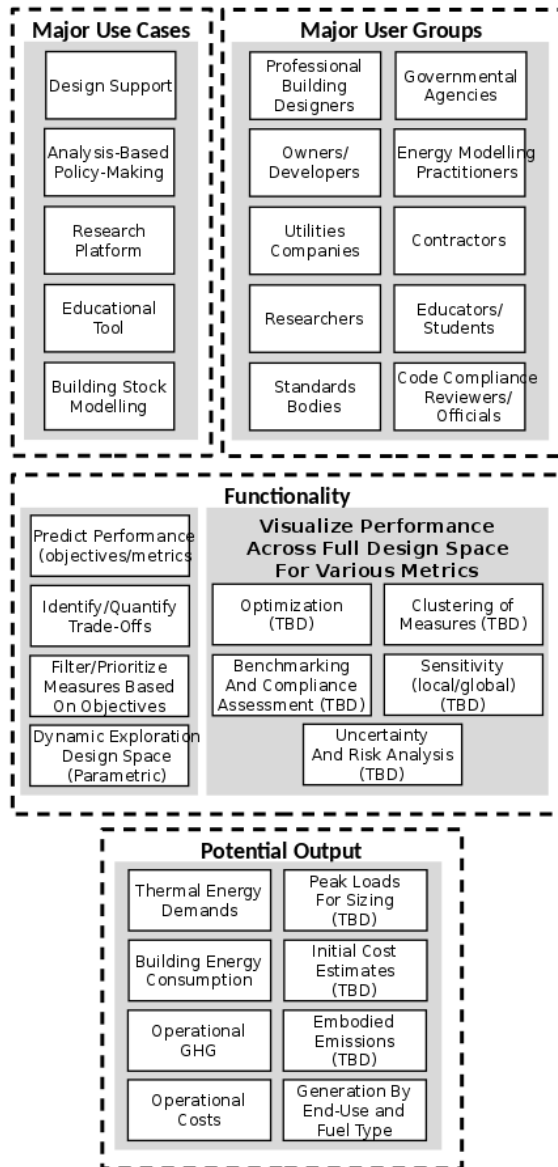 Major Use Cases
Design Support
Analysis-Based
Policy-Making
Research
Platform
Educational
Tool
Building Stock
Modelling
Major User Groups
Professional
Building
Designers
Governmental
Agencies
Owners/
Developers
Energy Modelling
Practitioners
Utilities
Companies
Contractors
Researchers
Educators/
Students
Standards
Bodies
Code Compliance
Reviewers/
Officials
Functionality
Predict Performance
(objectives/metrics
Identify/Quantify
Trade-Offs
Filter/Prioritize
Measures Based
On Objectives
Dynamic Exploration
Design Space
(Parametric)
Visualize Performance
Across Full Design Space
For Various Metrics
Optimization
(TBD)
Clustering of
Measures (TBD)
Benchmarking
And Compliance
Assessment (TBD)
Sensitivity
(local/global)
(TBD)
Uncertainty
And Risk Analysis
(TBD)
Potential Output
Thermal Energy
Demands
Peak Loads
For Sizing
(TBD)
Building Energy
Consumption
Initial Cost
Estimates
(TBD)
Operational
GHG
Embodied
Emissions
(TBD)
Operational
Costs
Generation By
End-Use and
Fuel Type